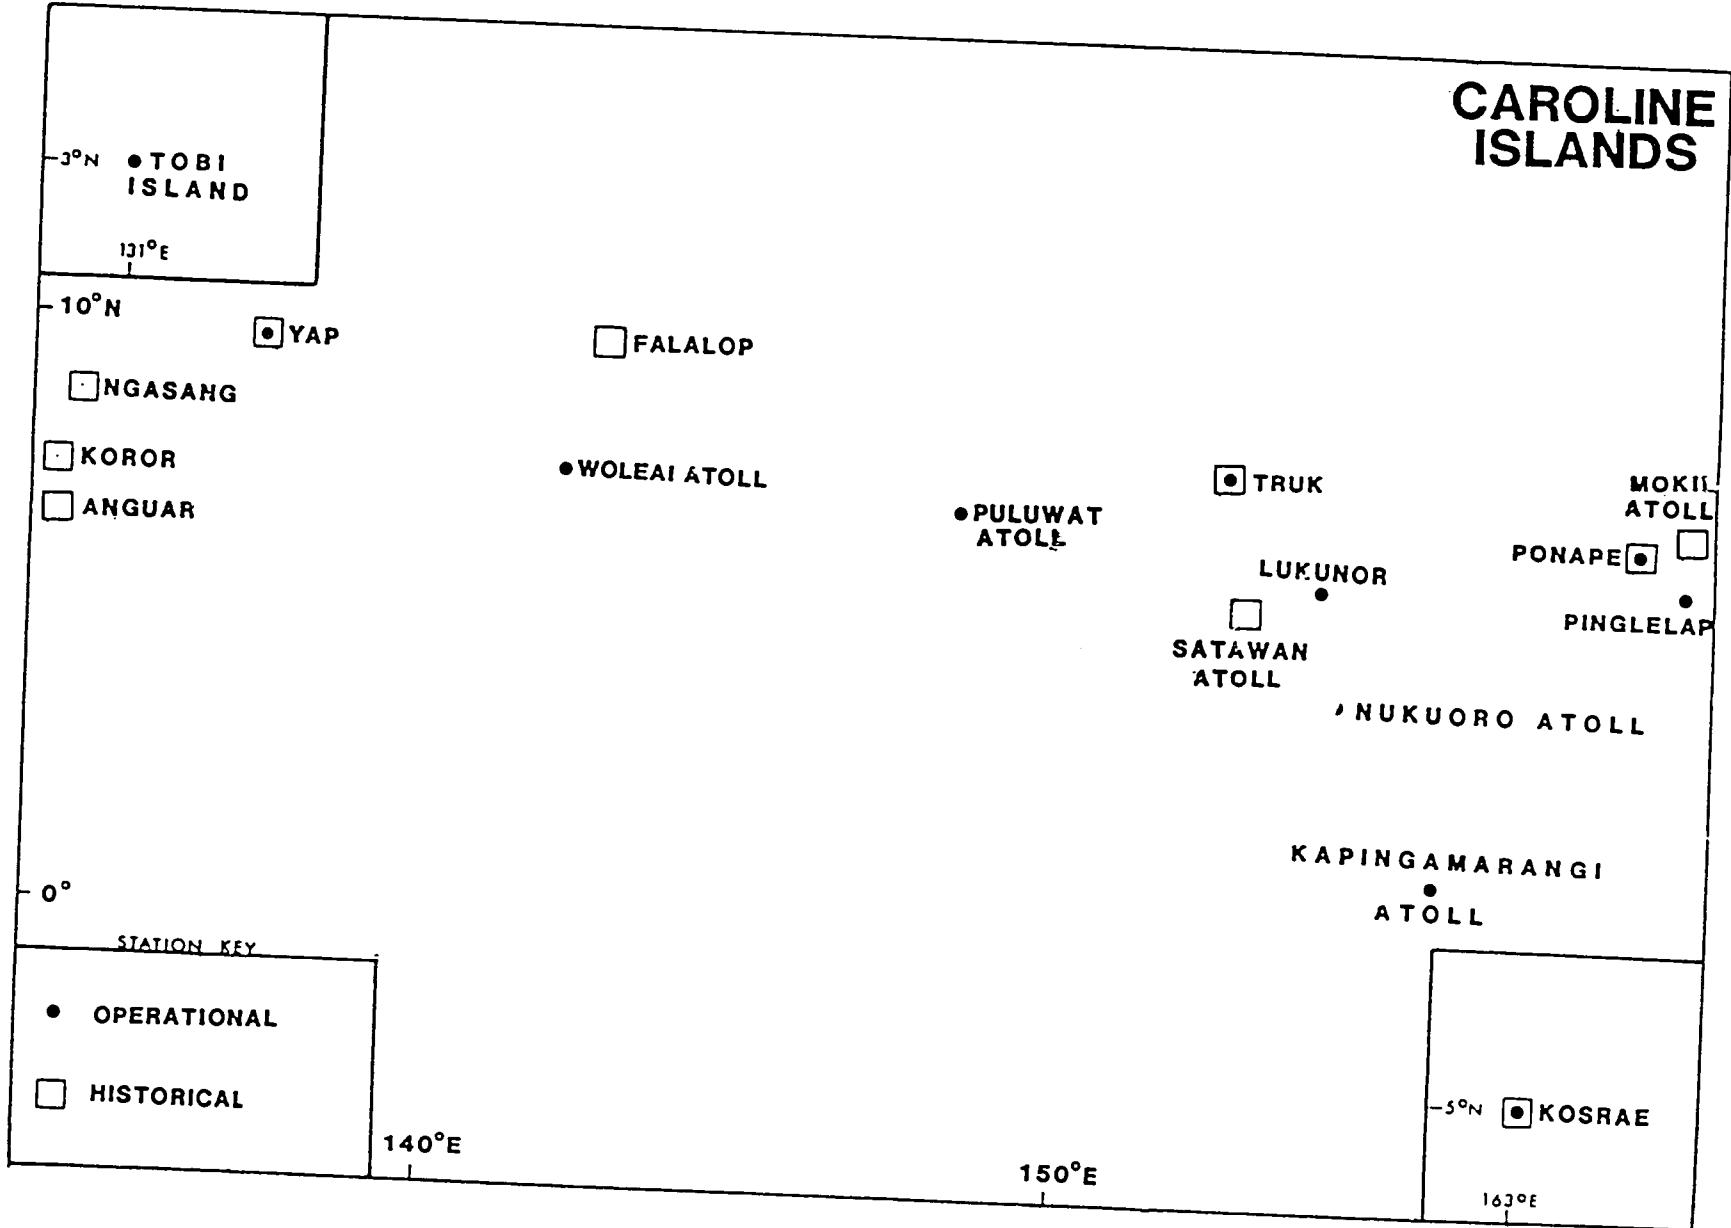 CAROLINE
ISLANDS
3°N
TOBI
ISLAND
131°E
10°N
YAP
FALALOP
NGASANG
KOROR
ANGUAR
WOLEAI ATOLL
PULUWAT
ATOLL
TRUK
MOKIL
ATOLL
PONAPE
LUKUNOR
PINGLELAP
SATAWAN
ATOLL
NUKUORO ATOLL
KAPINGAMARANGI
ATOLL
0°
STATION KEY
OPERATIONAL
HISTORICAL
140°E
150°E
5°N
KOSRAE
163°E